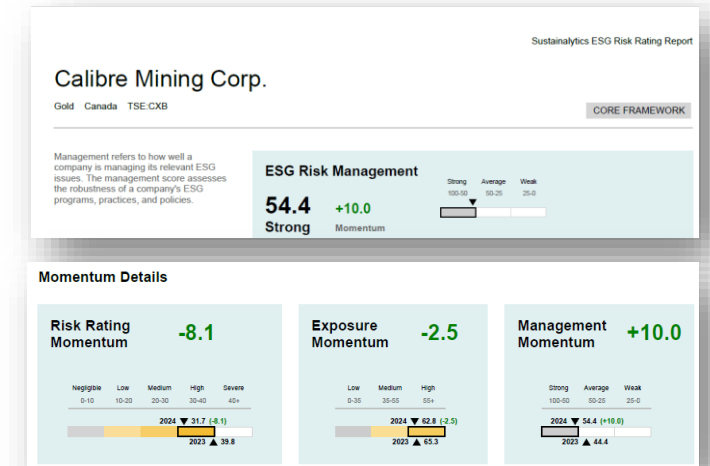 Sustainalytics ESG Risk Rating Report
Calibre Mining Corp.
Gold Canada TSE:CXB
CORE FRAMEWORK
Management refers to how well a
company is managing its relevant ESG
issues. The management score assesses
the robustness of a company's ESG
programs, practices, and policies.
ESG Risk Management
54.4 +10.0
Strong Momentum
Strong Average Weak
100-50 50-25 25-0
Momentum Details
Risk Rating
Momentum
-8.1
Negligible Low Medium High Severe
0-10 10-20 20-30 30-40 40+
2024 ▼ 31.7 (-8.1)
2023 ▲ 39.8
Exposure
Momentum
-2.5
Low Medium High
0-35 35-55 55+
2024 ▼ 62.8 (-2.5)
2023 ▲ 65.3
Management
Momentum
+10.0
Strong Average Weak
100-50 50-25 25-0
2024 ▼ 54.4 (+10.0)
2023 ▲ 44.4